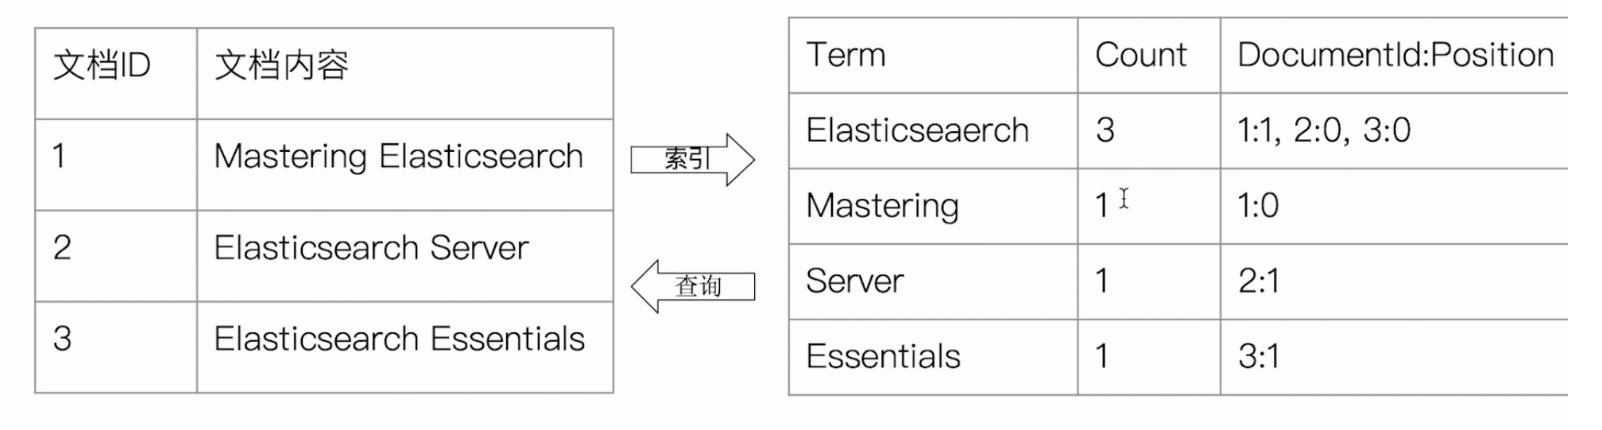 文档ID 文档内容
1 Mastering Elasticsearch
2 Elasticsearch Server
3 Elasticsearch Essentials
索引
查询
Term Count DocumentId:Position
Elasticseaerch 3 1:1, 2:0, 3:0
Mastering 1 1:0
Server 1 2:1
Essentials 1 3:1